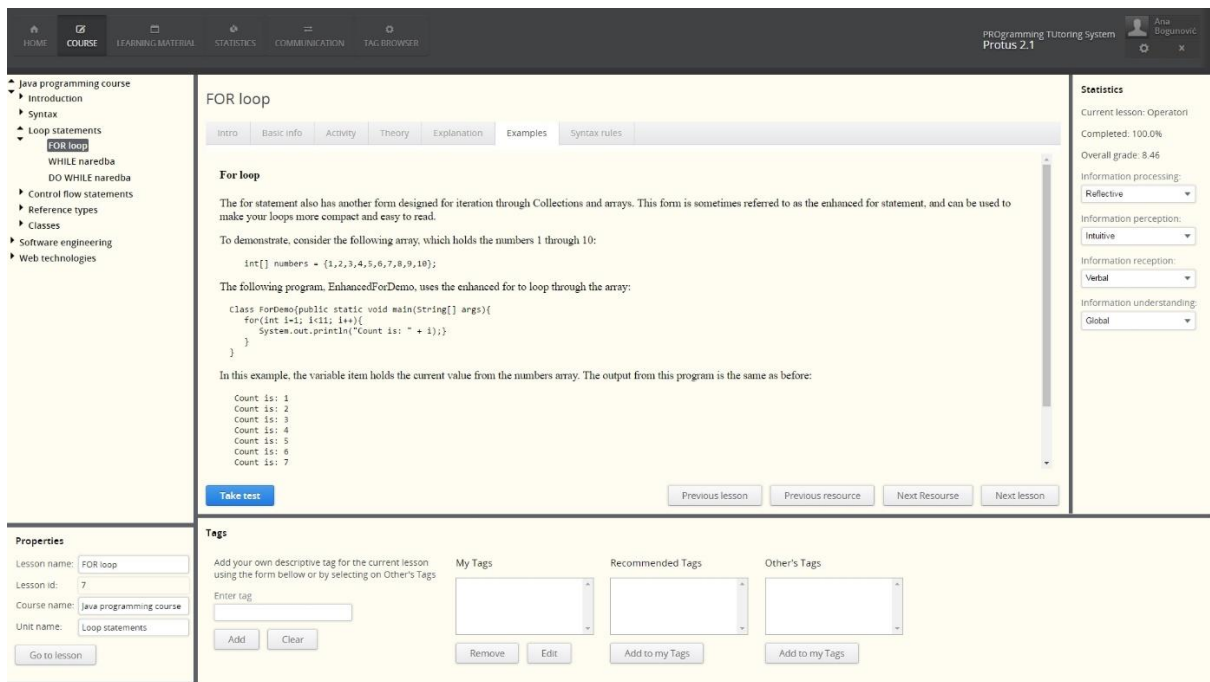 HOME COURSE LEARNING MATERIAL STATISTICS COMMUNICATION TAG BROWSER
PROgramming TUtoring System
Protus 2.1
Ana
Bogunović
x
Java programming course
Introduction
Syntax
Loop statements
FOR loop
WHILE naredba
DO WHILE naredba
Control flow statements
Reference types
Classes
Software engineering
Web technologies
FOR loop
Intro Basic info Activity Theory Explanation Examples Syntax rules
For loop
The for statement also has another form designed for iteration through Collections and arrays. This form is sometimes referred to as the enhanced for statement, and can be used to
make your loops more compact and easy to read.
To demonstrate, consider the following array, which holds the numbers 1 through 10:
int[] numbers = {1,2,3,4,5,6,7,8,9,10};
The following program, EnhancedForDemo, uses the enhanced for to loop through the array:
Class ForDemo{public static void main(String[] args){
for(int i=1; i<11; i++){
System.out.println("Count is: " + i);}
}
}
In this example, the variable item holds the current value from the numbers array. The output from this program is the same as before:
Count is: 1
Count is: 2
Count is: 3
Count is: 4
Count is: 5
Count is: 6
Count is: 7
Take test Previous lesson Previous resource Next Resourse Next lesson
Statistics
Current lesson: Operatori
Completed: 100.0%
Overall grade: 8.46
Information processing:
Reflective
Information perception:
Intuitive
Information reception:
Verbal
Information understanding:
Global
Properties
Lesson name: FOR loop
Lesson id: 7
Course name: Java programming course
Unit name: Loop statements
Go to lesson
Tags
Add your own descriptive tag for the current lesson
using the form bellow or by selecting on Other's Tags
Enter tag
Add Clear
My Tags
Remove Edit
Recommended Tags
Add to my Tags
Other's Tags
Add to my Tags